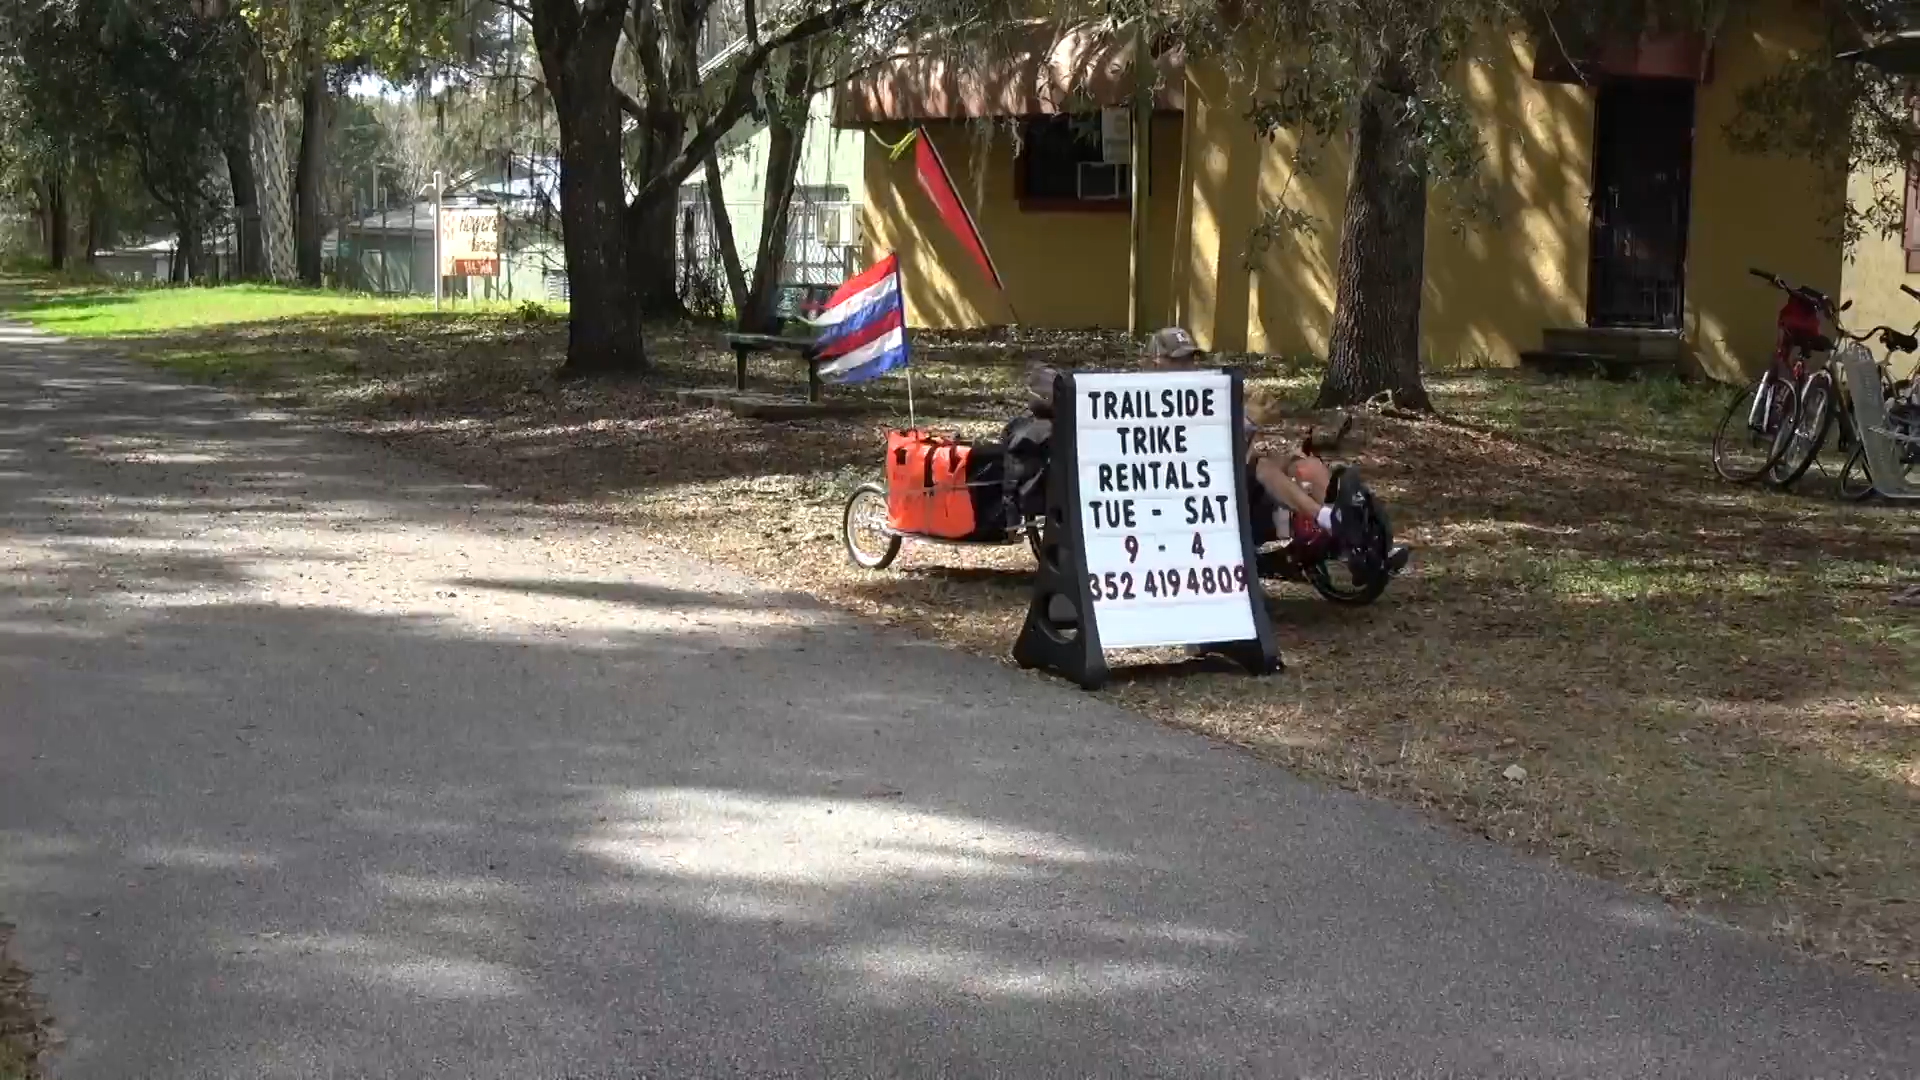 TRAILSIDE
TRIKE
RENTALS
TUE - SAT
9 - 4
352 419 4809